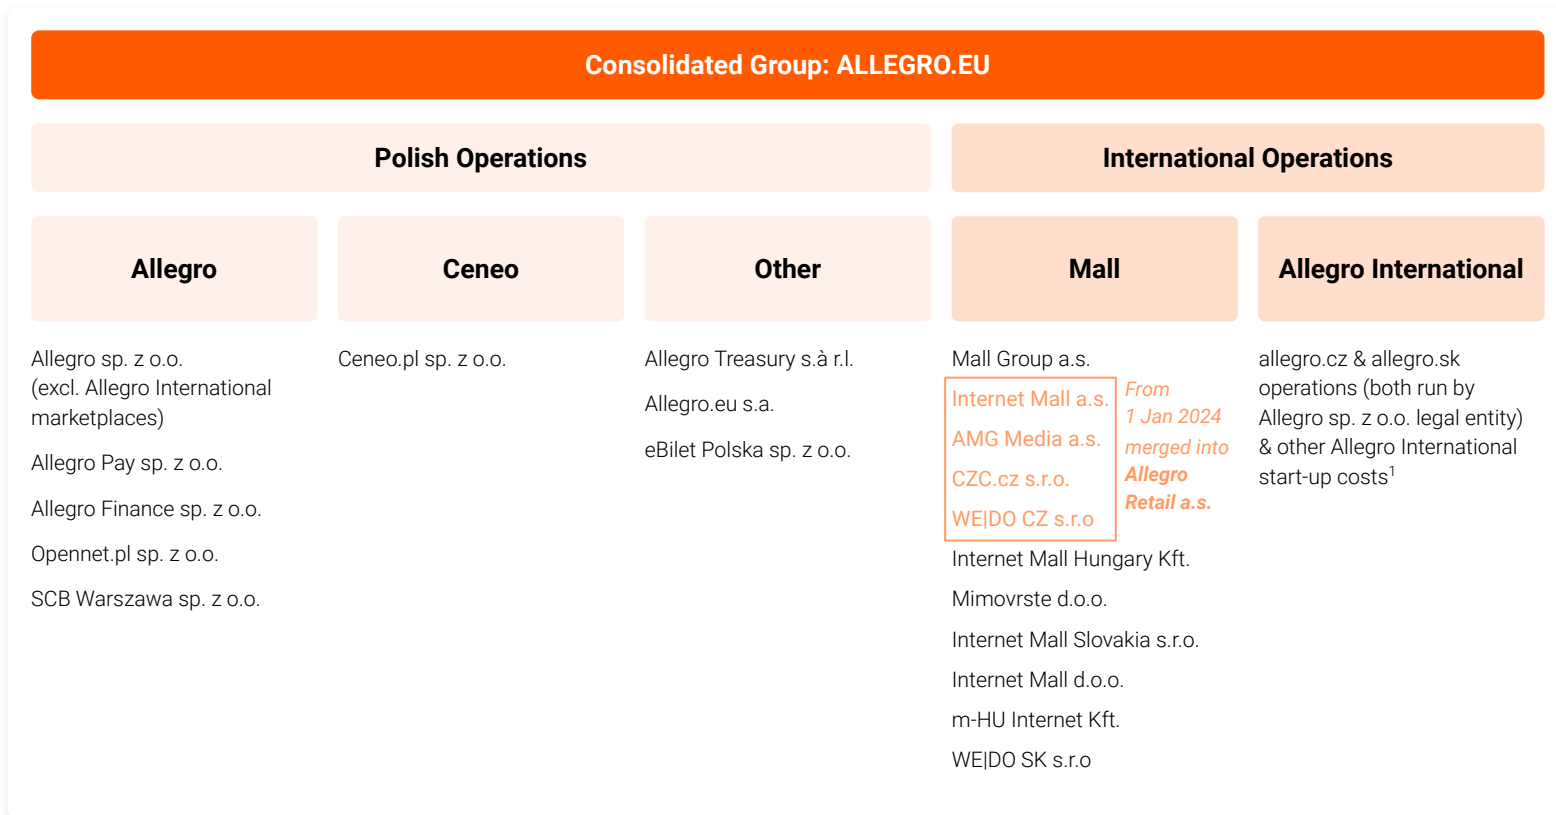 Consolidated Group: ALLEGRO.EU
Polish Operations
International Operations
Allegro
Ceneo
Other
Mall
Allegro International
Allegro sp. z o.o.
(excl. Allegro International
marketplaces)
Allegro Pay sp. z o.o.
Allegro Finance sp. z o.o.
Opennet.pl sp. z o.o.
SCB Warszawa sp. z o.o.
Ceneo.pl sp. z o.o.
Allegro Treasury s.à r.l.
Allegro.eu s.a.
eBilet Polska sp. z o.o.
Mall Group a.s.
Internet Mall a.s.
AMG Media a.s.
CZC.cz s.r.o.
WE|DO CZ s.r.o
From
1 Jan 2024
merged into
Allegro
Retail a.s.
Internet Mall Hungary Kft.
Mimovrste d.o.o.
Internet Mall Slovakia s.r.o.
Internet Mall d.o.o.
m-HU Internet Kft.
WE|DO SK s.r.o
allegro.cz & allegro.sk
operations (both run by
Allegro sp. z o.o. legal entity)
& other Allegro International
start-up costs¹